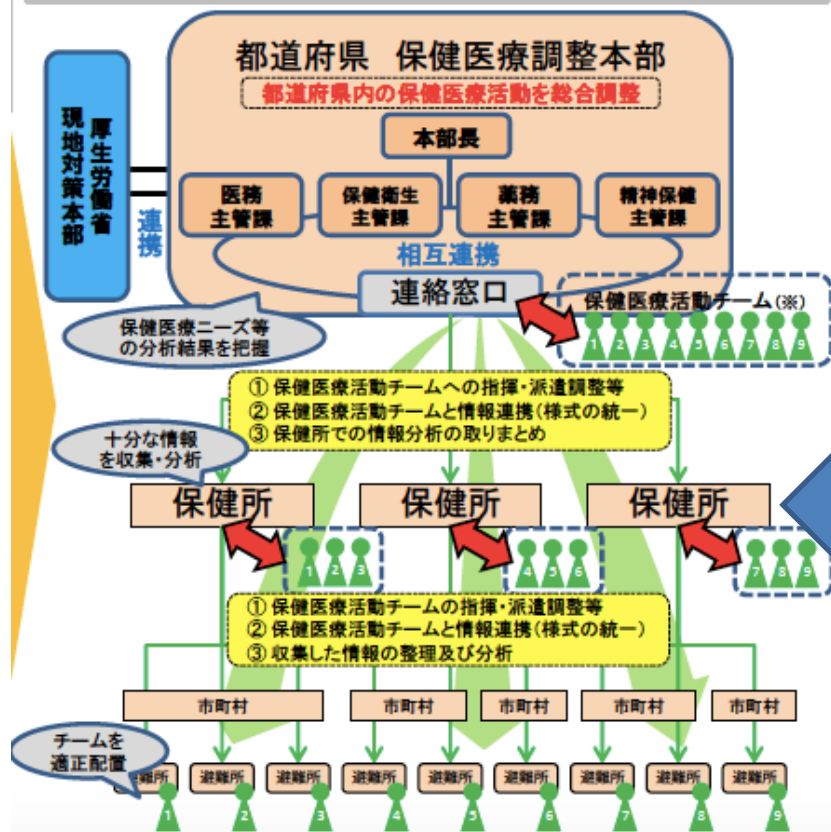 都道府県 保健医療調整本部
都道府県内の保健医療活動を総合調整
厚生労働省
現地対策本部
連携
本部長
医務
主管課
保健衛生
主管課
薬務
主管課
精神保健
主管課
相互連携
連絡窓口
保健医療活動チーム(※)
1 2 3 4 5 6 7 8 9
保健医療ニーズ等
の分析結果を把握
① 保健医療活動チームへの指揮・派遣調整等
② 保健医療活動チームと情報連携(様式の統一)
③ 保健所での情報分析の取りまとめ
十分な情報
を収集・分析
保健所 保健所 保健所
1 2 3 4 5 6 7 8 9
① 保健医療活動チームの指揮・派遣調整等
② 保健医療活動チームと情報連携(様式の統一)
③ 収集した情報の整理及び分析
市町村 市町村 市町村 市町村 市町村
チームを
適正配置
避難所 避難所 避難所 避難所 避難所 避難所 避難所 避難所 避難所
1 2 3 4 5 6 7 8 9